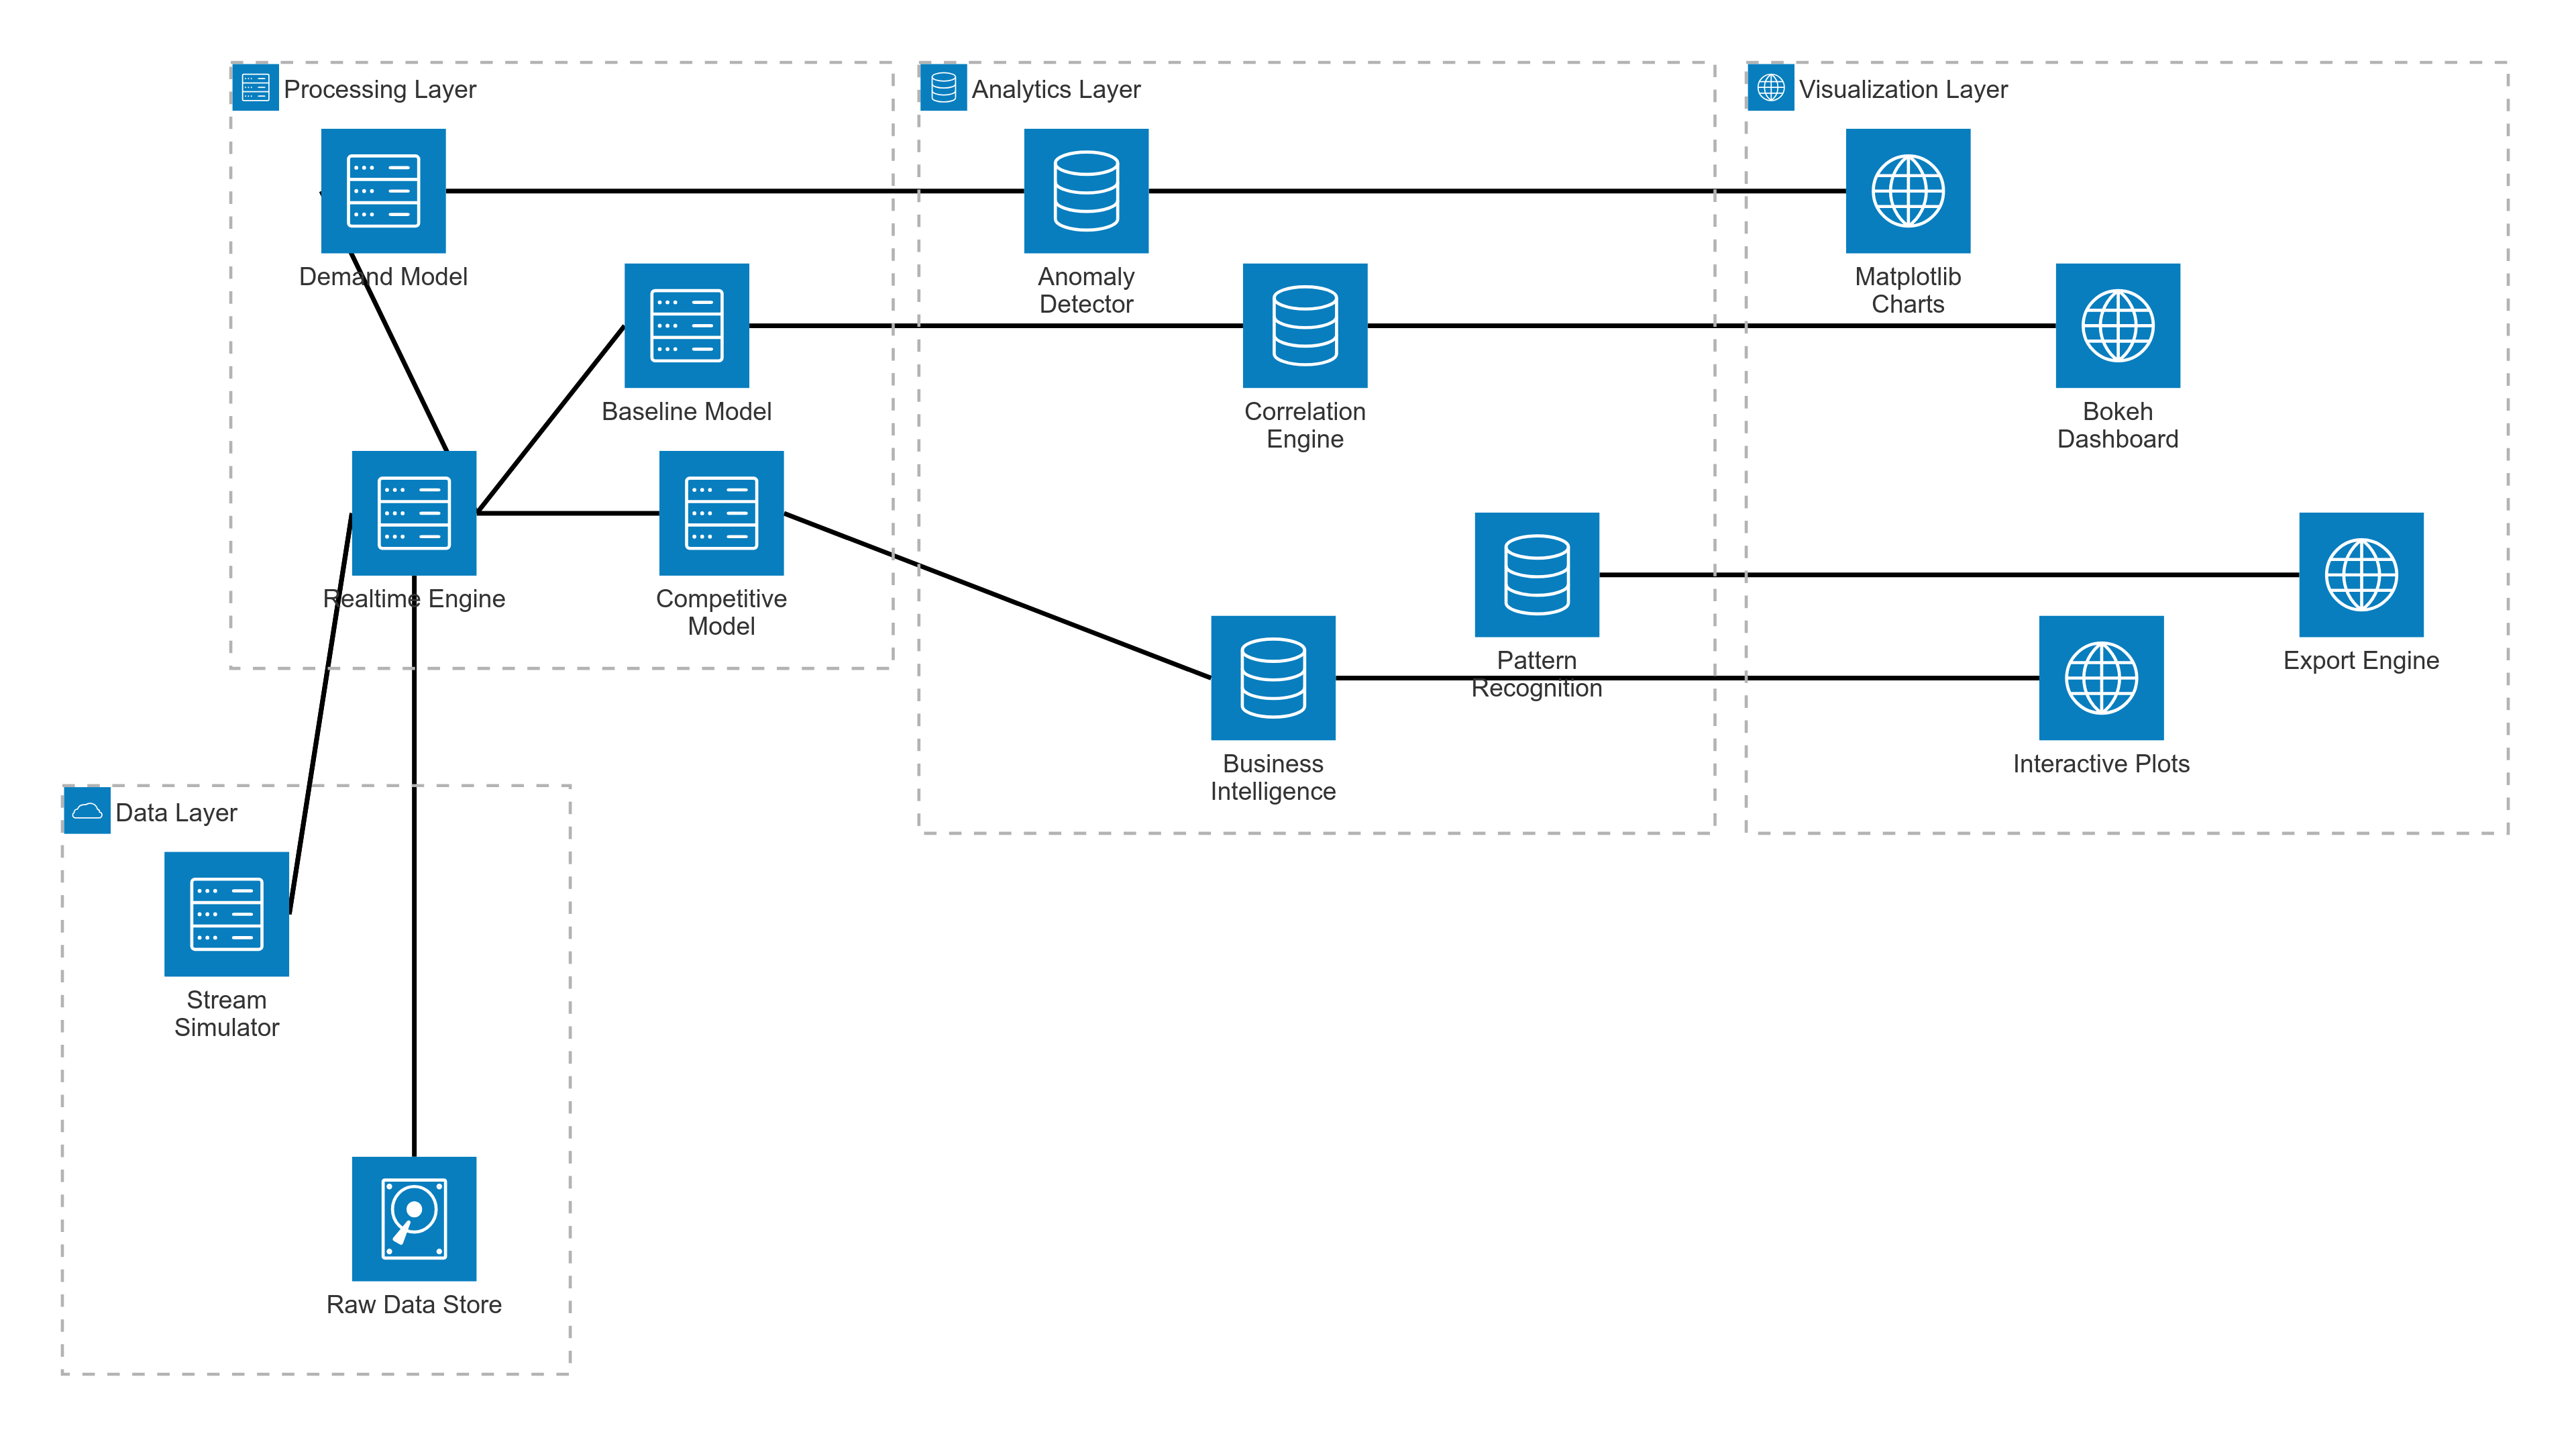 Processing Layer
Demand Model
Baseline Model
Realtime Engine
Competitive
Model
Analytics Layer
Anomaly
Detector
Correlation
Engine
Pattern
Recognition
Business
Intelligence
Visualization Layer
Matplotlib
Charts
Bokeh
Dashboard
Export Engine
Interactive Plots
Data Layer
Stream
Simulator
Raw Data Store